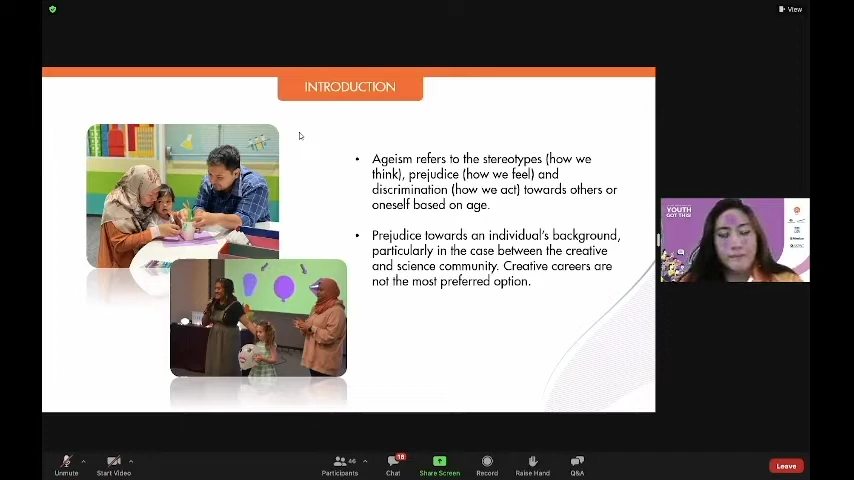 View
INTRODUCTION
• Ageism refers to the stereotypes (how we
think), prejudice (how we feel) and
discrimination (how we act) towards others or
oneself based on age.
• Prejudice towards an individual's background,
particularly in the case between the creative
and science community. Creative careers are
not the most preferred option.
YOUTH
GOT THIS!
Unmute
Start Video
46
Participants
18
Chat
Share Screen
Record
Raise Hand
Q&A
Leave